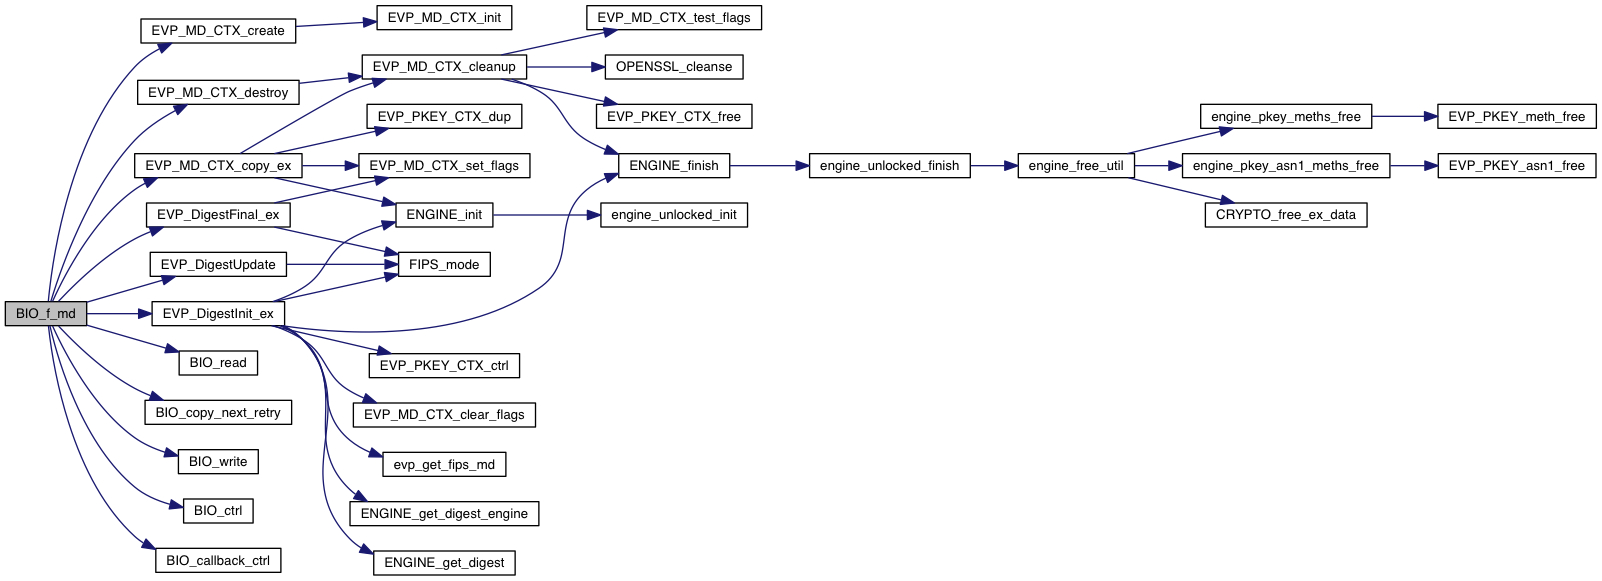 BIO_f_md
EVP_MD_CTX_create
EVP_MD_CTX_destroy
EVP_MD_CTX_copy_ex
EVP_DigestFinal_ex
EVP_DigestUpdate
EVP_DigestInit_ex
BIO_read
BIO_copy_next_retry
BIO_write
BIO_ctrl
BIO_callback_ctrl
EVP_MD_CTX_init
EVP_MD_CTX_cleanup
EVP_PKEY_CTX_dup
EVP_MD_CTX_set_flags
ENGINE_init
FIPS_mode
EVP_PKEY_CTX_ctrl
EVP_MD_CTX_clear_flags
evp_get_fips_md
ENGINE_get_digest_engine
ENGINE_get_digest
EVP_MD_CTX_test_flags
OPENSSL_cleanse
EVP_PKEY_CTX_free
ENGINE_finish
engine_unlocked_init
engine_unlocked_finish
engine_free_util
engine_pkey_meths_free
engine_pkey_asn1_meths_free
CRYPTO_free_ex_data
EVP_PKEY_meth_free
EVP_PKEY_asn1_free